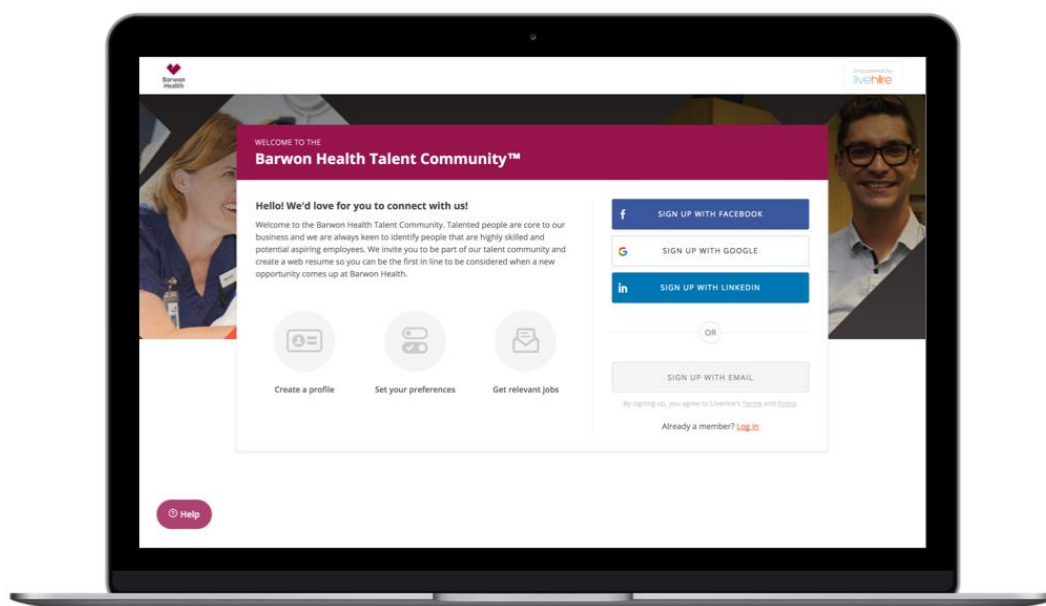 Barwon
Health
Empowered by
livehire
WELCOME TO THE
Barwon Health Talent Community™
Hello! We'd love for you to connect with us!
Welcome to the Barwon Health Talent Community. Talented people are core to our
business and we are always keen to identify people that are highly skilled and
potential aspiring employees. We invite you to be part of our talent community and
create a web resume so you can be the first in line to be considered when a new
opportunity comes up at Barwon Health.
Create a profile
Set your preferences
Get relevant jobs
f SIGN UP WITH FACEBOOK
G SIGN UP WITH GOOGLE
in SIGN UP WITH LINKEDIN
OR
SIGN UP WITH EMAIL
By signing up, you agree to LiveHire's Terms and Policy
Already a member? Log in
? Help